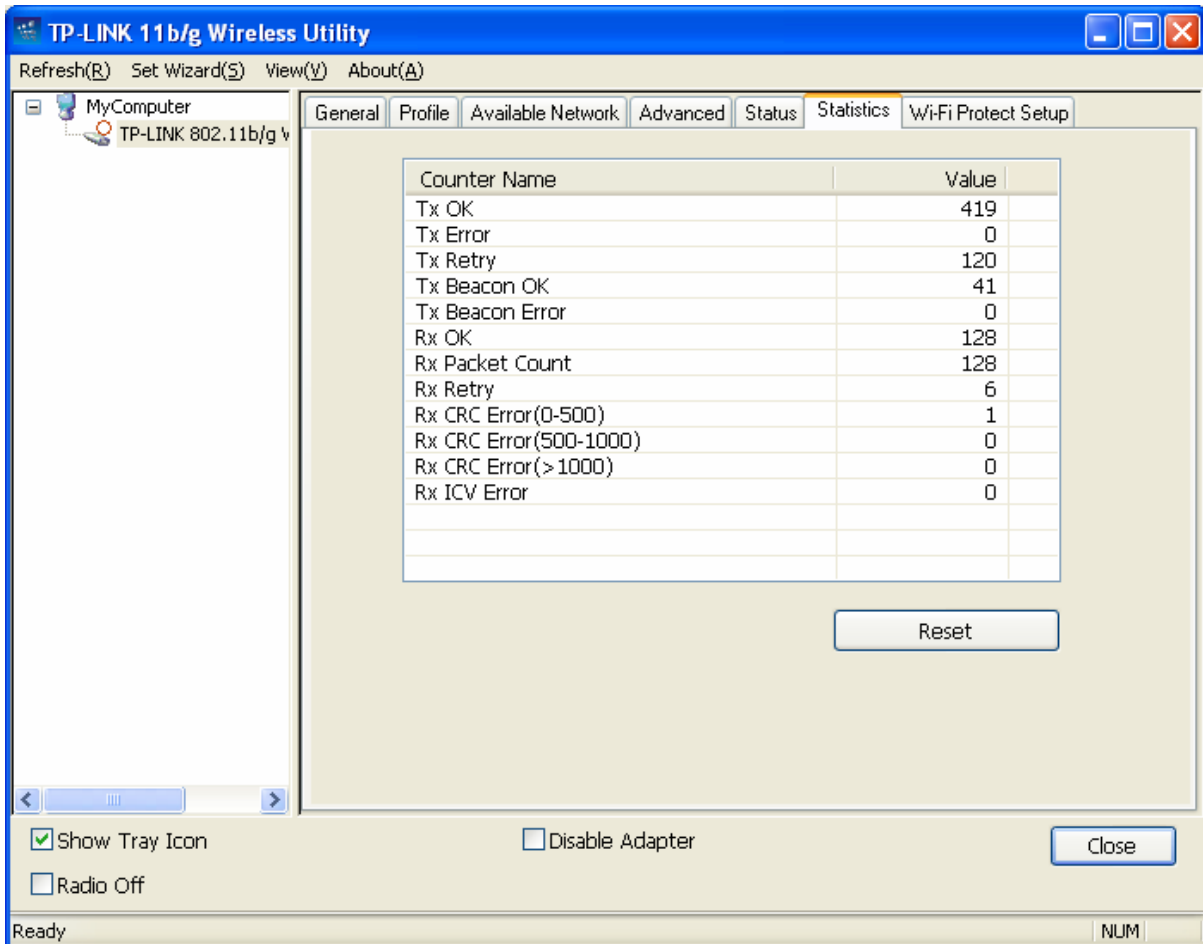 TP-LINK 11b/g Wireless Utility
Refresh(R) Set Wizard(S) View(V) About(A)
MyComputer
TP-LINK 802.11b/g W
General Profile Available Network Advanced Status Statistics Wi-Fi Protect Setup
Counter Name Value
Tx OK 419
Tx Error 0
Tx Retry 120
Tx Beacon OK 41
Tx Beacon Error 0
Rx OK 128
Rx Packet Count 128
Rx Retry 6
Rx CRC Error(0-500) 1
Rx CRC Error(500-1000) 0
Rx CRC Error(>1000) 0
Rx ICV Error 0
Reset
Show Tray Icon
Disable Adapter
Close
Radio Off
Ready
NUM